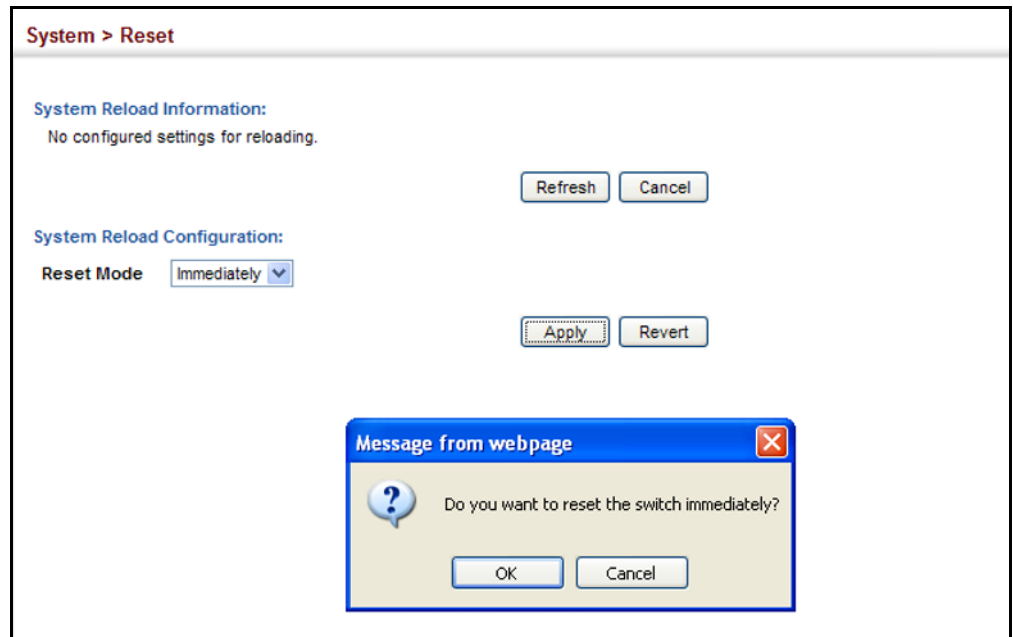 System > Reset
System Reload Information:
No configured settings for reloading.
Refresh Cancel
System Reload Configuration:
Reset Mode Immediately
Apply Revert
Message from webpage
Do you want to reset the switch immediately?
OK Cancel